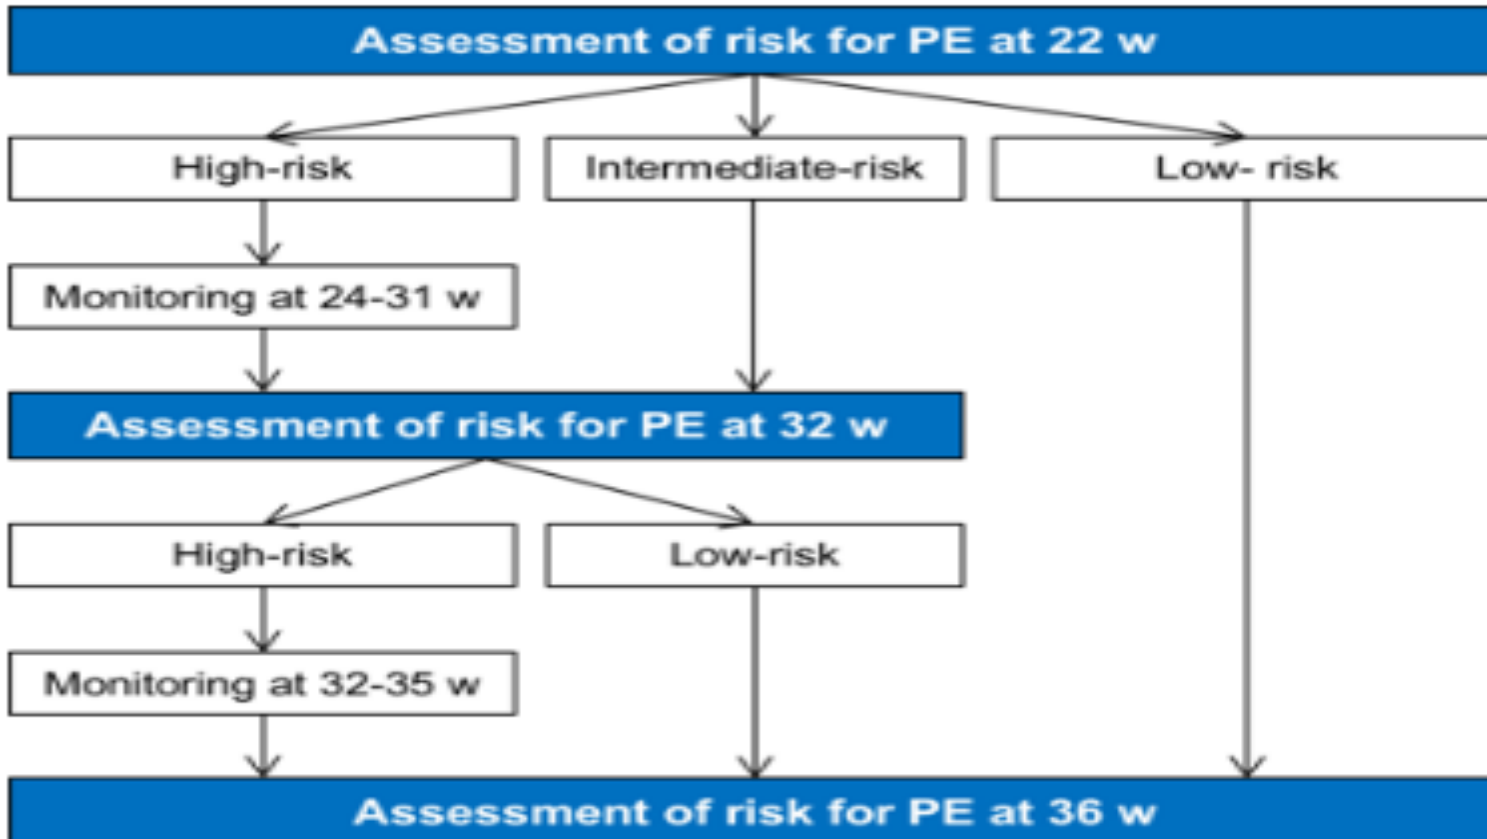 Assessment of risk for PE at 22 w
High-risk
Intermediate-risk
Low- risk
Monitoring at 24-31 w
Assessment of risk for PE at 32 w
High-risk
Low-risk
Monitoring at 32-35 w
Assessment of risk for PE at 36 w